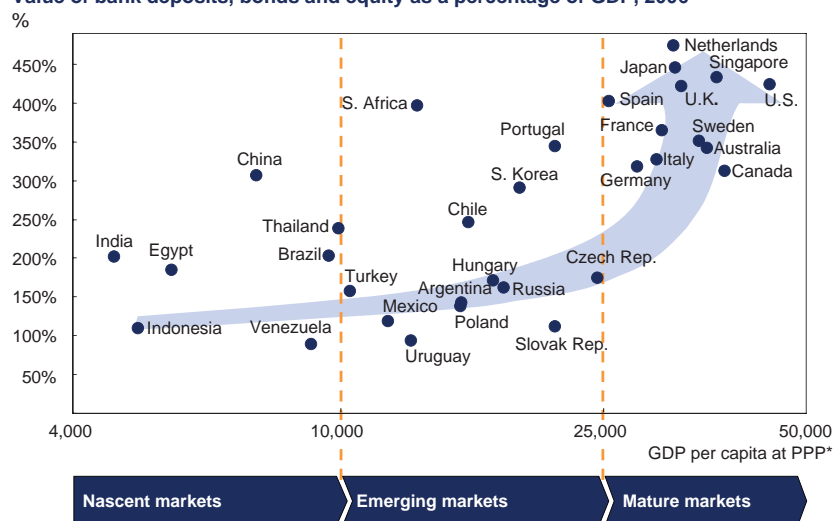 %
450%
400%
350%
300%
250%
200%
150%
100%
50%
Netherlands
Japan
Singapore
S. Africa
Spain
U.K.
U.S.
Portugal
France
Sweden
China
Italy
Australia
S. Korea
Germany
Canada
Chile
Thailand
India
Egypt
Brazil
Hungary
Czech Rep.
Turkey
Argentina
Russia
Mexico
Indonesia
Venezuela
Poland
Uruguay
Slovak Rep.
4,000
10,000
25,000
50,000
GDP per capita at PPP*
Nascent markets
Emerging markets
Mature markets